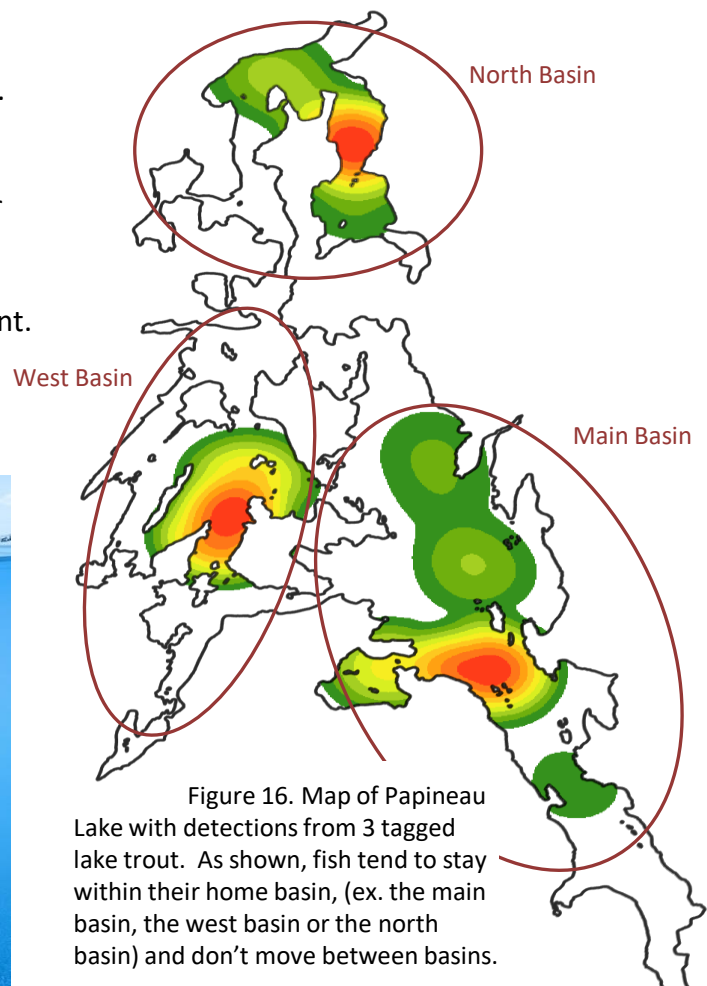 North Basin
nt.
West Basin
Main Basin
Figure 16. Map of Papineau
Lake with detections from 3 tagged
lake trout.  As shown, fish tend to stay
within their home basin, (ex. the main
basin, the west basin or the north
basin) and don’t move between basins.